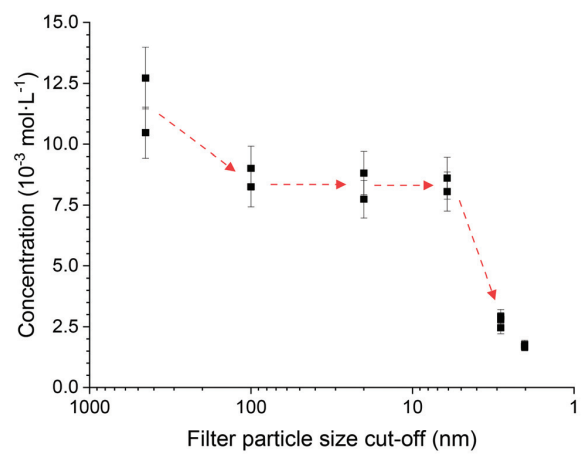 15.0
12.5
10.0
7.5
5.0
2.5
0.0
Concentration (10⁻³ mol·L⁻¹)
1000 100 10 1
Filter particle size cut-off (nm)